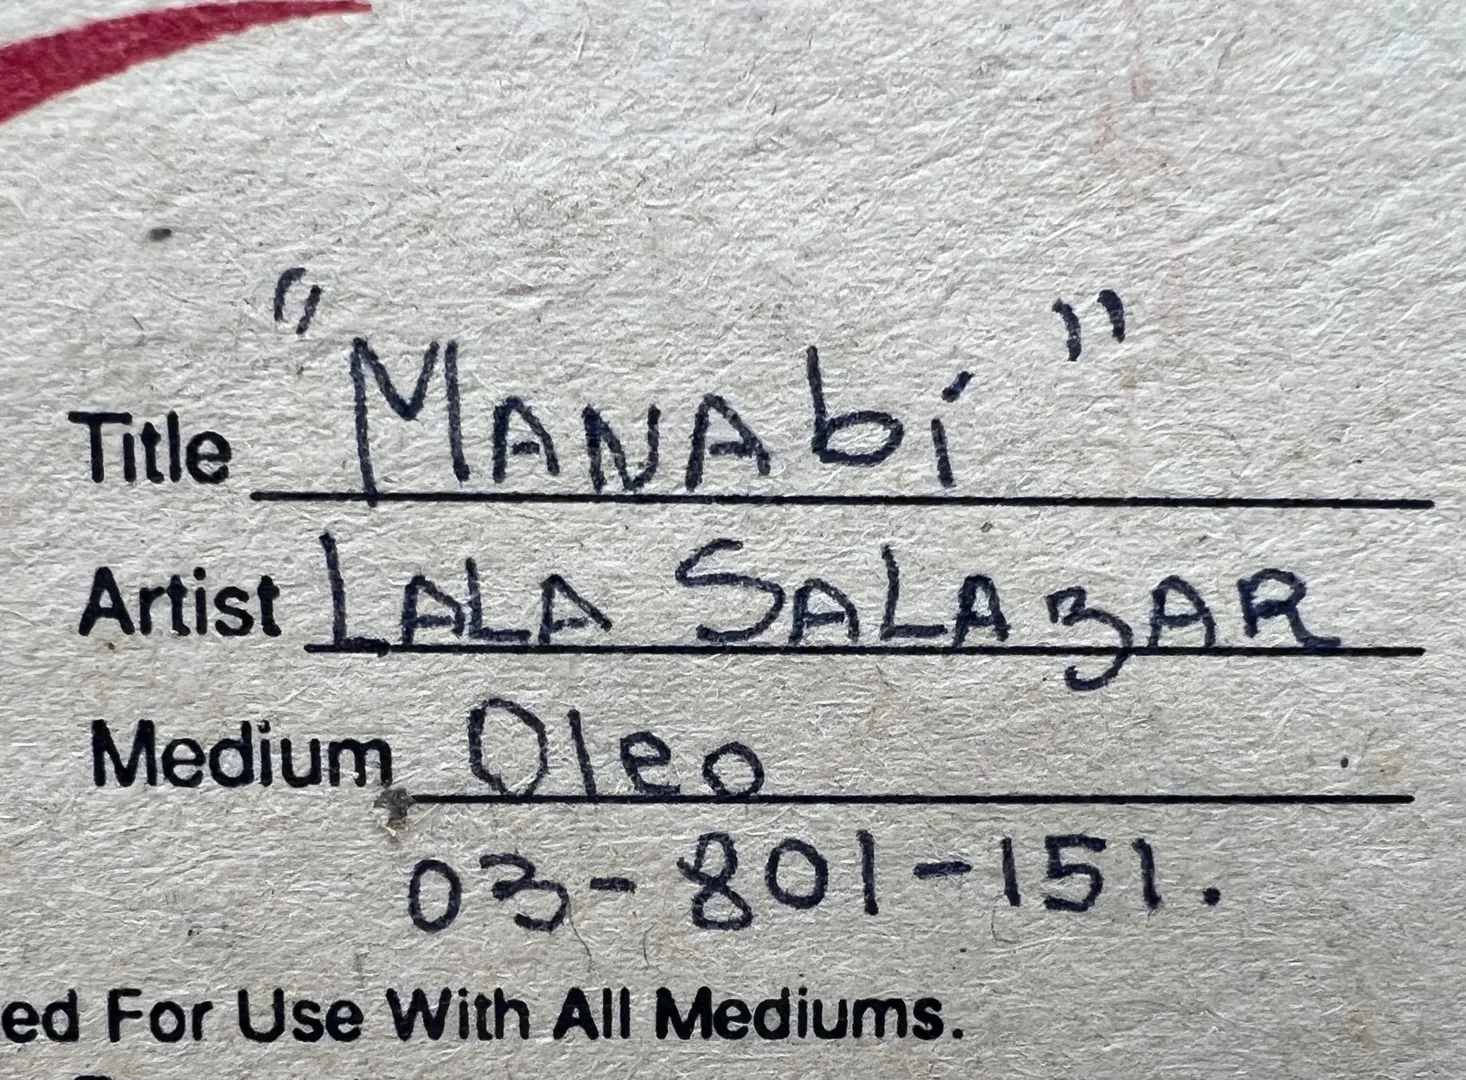 Title "MANAbí"
Artist LALA SALAzAR
Medium Oleo
03-801-151.
ed For Use With All Mediums.